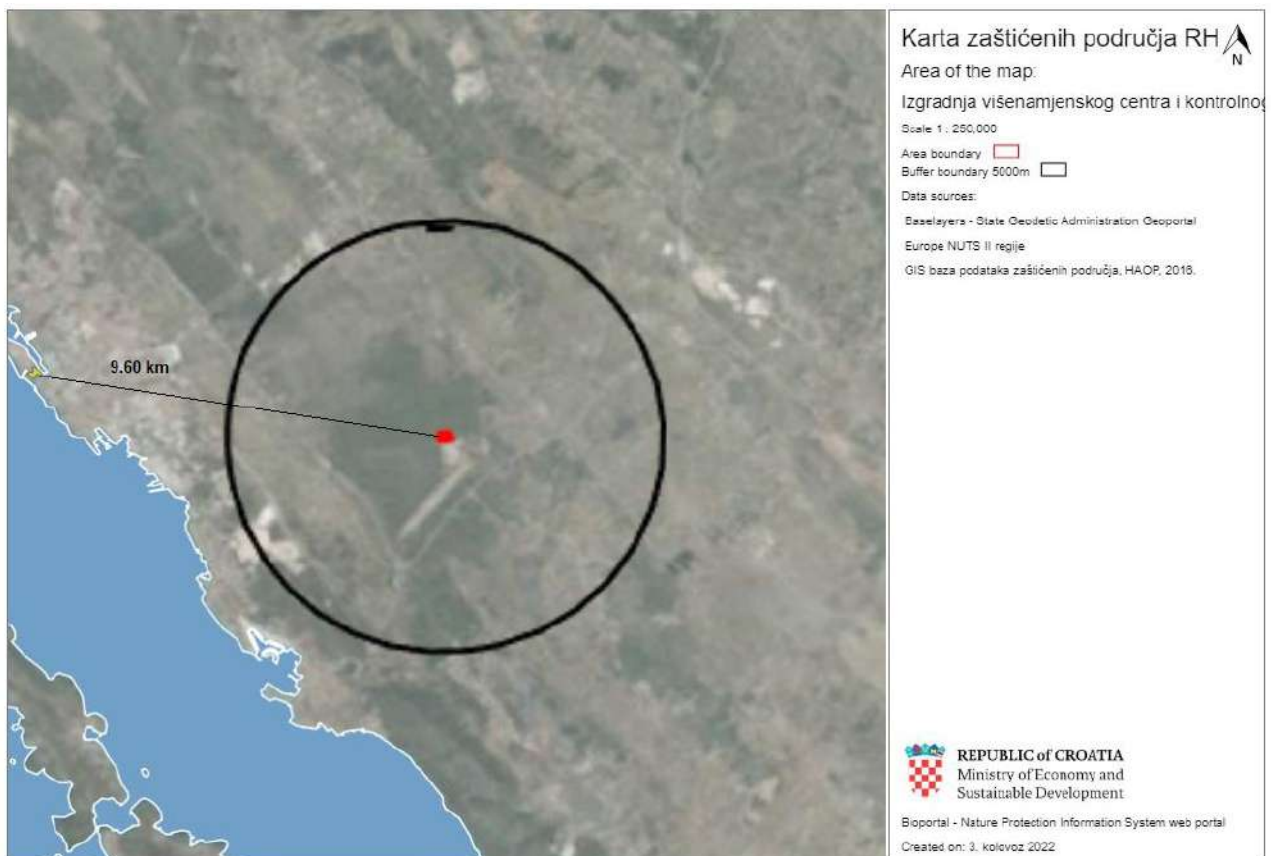 9.60 km
Karta zaštićenih područja RH
N
Area of the map:
Izgradnja višenamjenskog centra i kontrolnog
Scale 1 : 250,000
Area boundary
Buffer boundary 5000m
Data sources:
Baselayers - State Geodetic Administration Geoportal
Europe NUTS II regije
GIS baza podataka zaštićenih područja, HAOP, 2018.
REPUBLIC of CROATIA
Ministry of Economy and
Sustainable Development
Bioportal - Nature Protection Information System web portal
Created on: 3. kolovoz 2022